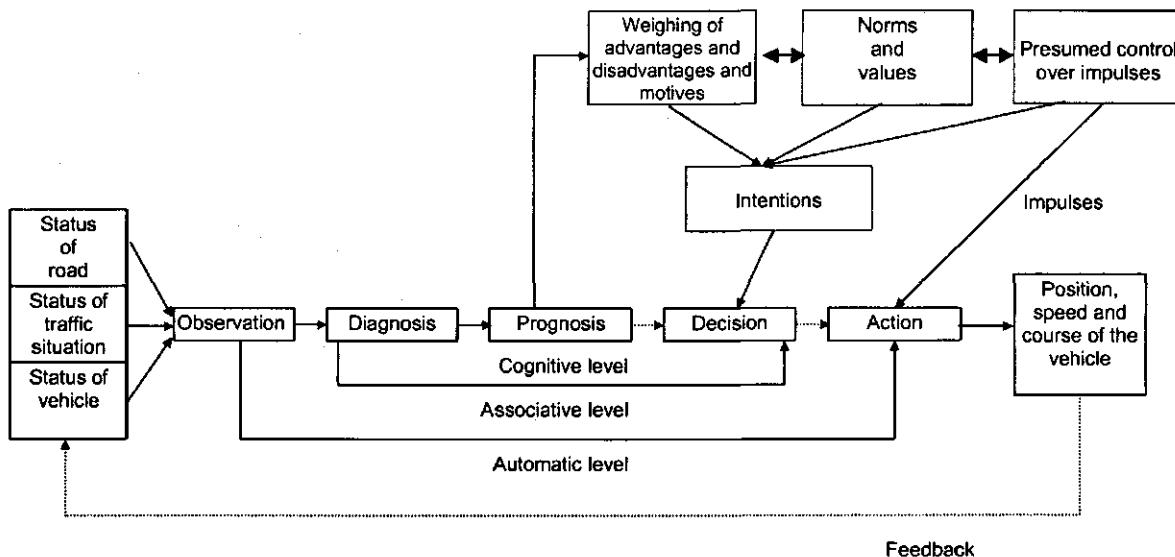 Weighing of
advantages and
disadvantages and
motives
Norms
and
values
Presumed control
over impulses
Intentions
Impulses
Status
of
road
Status of
traffic
situation
Status of
vehicle
Observation
Diagnosis
Prognosis
Decision
Action
Position,
speed and
course of the
vehicle
Cognitive level
Associative level
Automatic level
Feedback